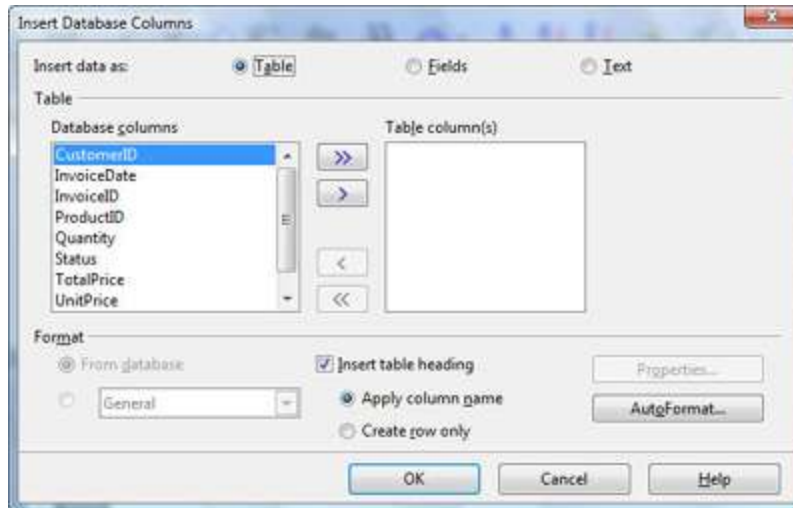 Insert Database Columns
Insert data as: Table Fields Text
Table
Database columns Table column(s)
CustomerID
InvoiceDate
InvoiceID
ProductID
Quantity
Status
TotalPrice
UnitPrice
>>
>
<
<<
Format
From database Insert table heading Properties...
General Apply column name AutoFormat...
Create row only
OK Cancel Help